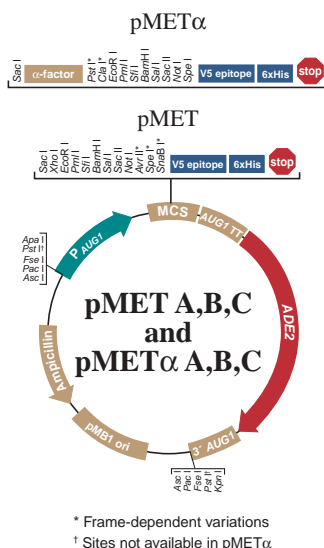 pMETα
Sac I
α-factor
Pst I*
Cla I*
EcoR I
Pml I
Sfi I
BamH I
Sal I
Sac II
Not I
Spe I
V5 epitope
6xHis
stop
pMET
Sac I
Xho I
EcoR I
Pml I
Sfi I
BamH I
Sal I
Sac II
Not I
Avr I*
Spe I*
SnaB I*
V5 epitope
6xHis
stop
MCS
AUG1 TT
PAUG1
Apa I
Pst I†
Fse I
Pac I
Asc I
ADE2
pMET A,B,C
and
pMETα A,B,C
Ampicillin
pMB1 ori
3´ AUG1
Asc I
Pac I
Fse I
Pst I†
Kpn I
* Frame-dependent variations
† Sites not available in pMETα